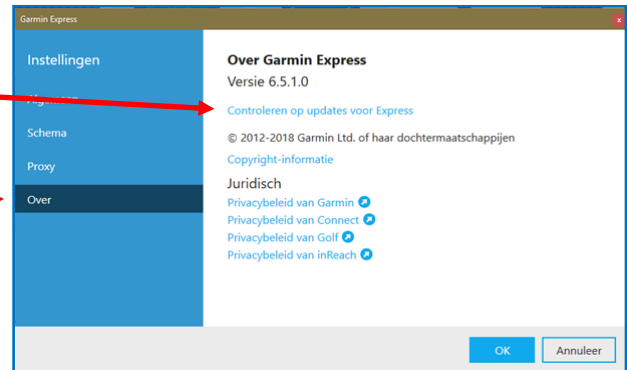 Garmin Express
Instellingen
Algemeen
Schema
Proxy
Over
Over Garmin Express
Versie 6.5.1.0
Controleren op updates voor Express
© 2012-2018 Garmin Ltd. of haar dochtermaatschappijen
Copyright-informatie
Juridisch
Privacybeleid van Garmin
Privacybeleid van Connect
Privacybeleid van Golf
Privacybeleid van inReach
OK
Annuleer